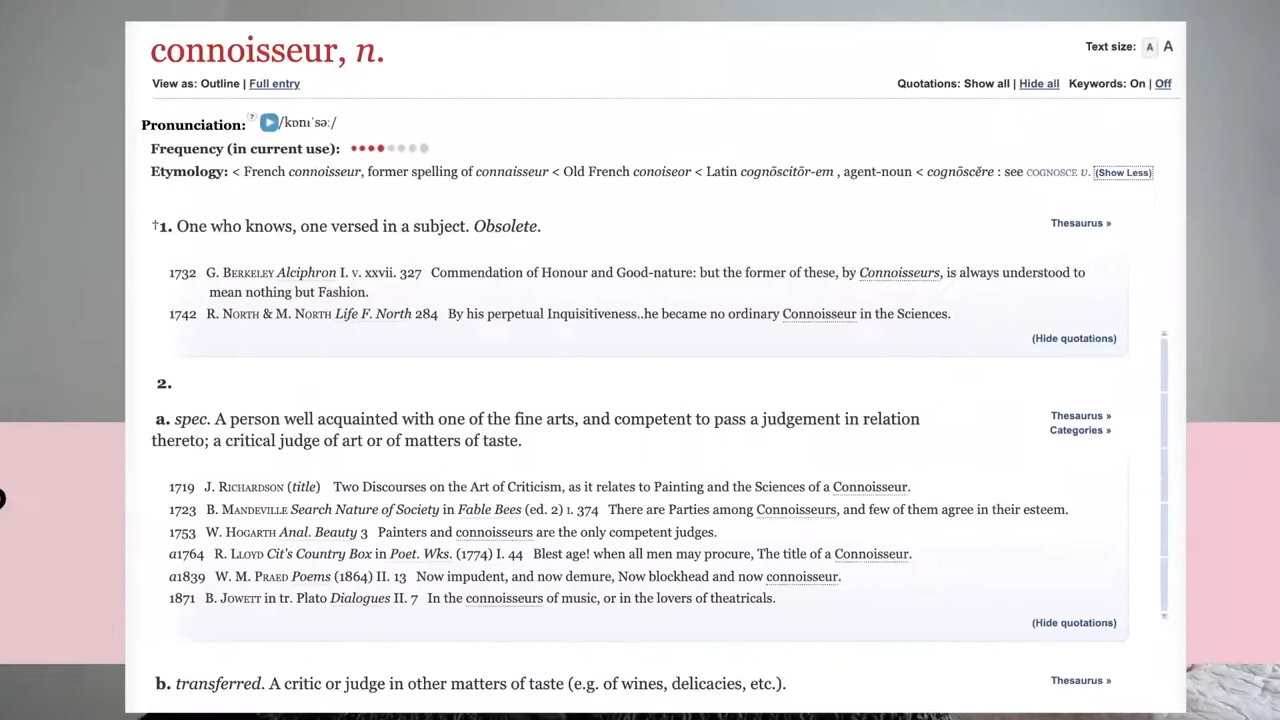 connoisseur, n.
Text size: A A
View as: Outline | Full entry
Quotations: Show all | Hide all Keywords: On | Off
Pronunciation: ? /kɒnɪˈsəː/
Frequency (in current use):
Etymology: < French connoisseur, former spelling of connaisseur < Old French conoiseor < Latin cognōscitōr-em , agent-noun < cognōscĕre : see COGNOSCE v. (Show Less)
†1. One who knows, one versed in a subject. Obsolete.
Thesaurus »
1732 G. BERKELEY Alciphron I. v. xxvii. 327 Commendation of Honour and Good-nature: but the former of these, by Connoisseurs, is always understood to
mean nothing but Fashion.
1742 R. NORTH & M. NORTH Life F. North 284 By his perpetual Inquisitiveness..he became no ordinary Connoisseur in the Sciences.
(Hide quotations)
2.
a. spec. A person well acquainted with one of the fine arts, and competent to pass a judgement in relation
thereto; a critical judge of art or of matters of taste.
Thesaurus »
Categories »
1719 J. RICHARDSON (title) Two Discourses on the Art of Criticism, as it relates to Painting and the Sciences of a Connoisseur.
1723 B. MANDEVILLE Search Nature of Society in Fable Bees (ed. 2) I. 374 There are Parties among Connoisseurs, and few of them agree in their esteem.
1753 W. HOGARTH Anal. Beauty 3 Painters and connoisseurs are the only competent judges.
a1764 R. LLOYD Cit's Country Box in Poet. Wks. (1774) I. 44 Blest age! when all men may procure, The title of a Connoisseur.
a1839 W. M. PRAED Poems (1864) II. 13 Now impudent, and now demure, Now blockhead and now connoisseur.
1871 B. JOWETT in tr. Plato Dialogues II. 7 In the connoisseurs of music, or in the lovers of theatricals.
(Hide quotations)
b. transferred. A critic or judge in other matters of taste (e.g. of wines, delicacies, etc.).
Thesaurus »